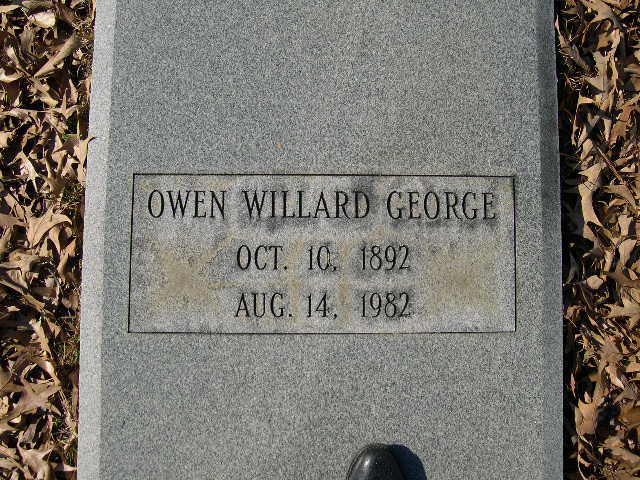 OWEN WILLARD GEORGE
OCT. 10, 1892
AUG. 14, 1982